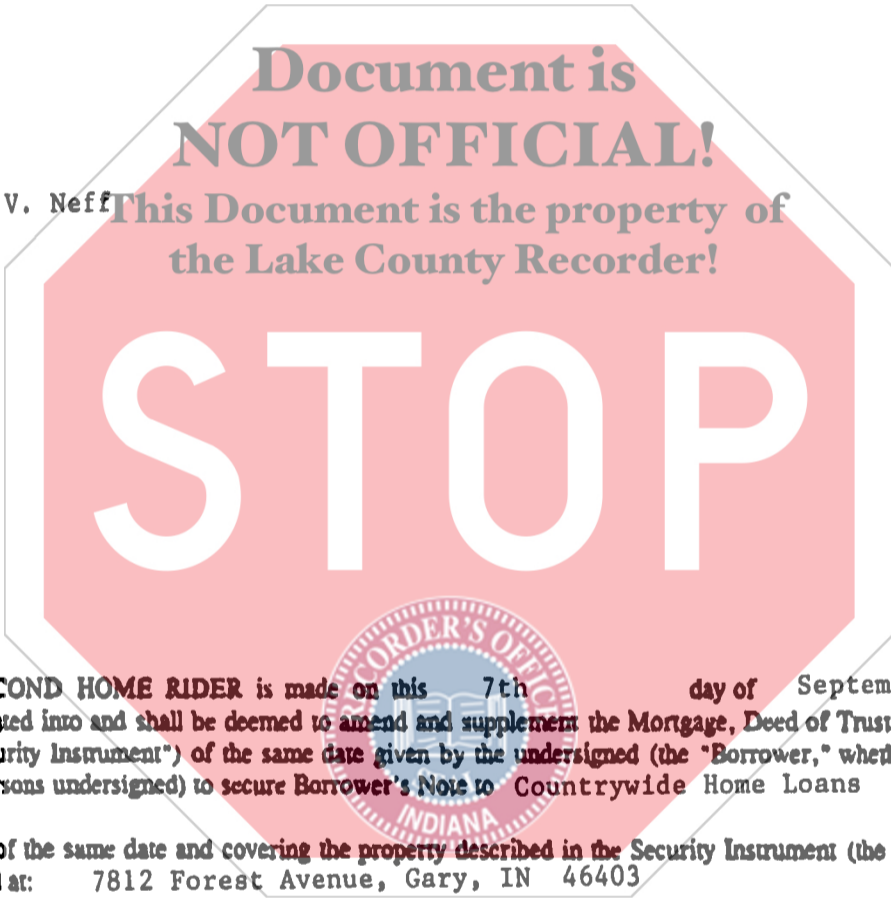 Document is
NOT OFFICIAL!
V. Neff
This Document is the property of
the Lake County Recorder!
STOP
RECORDER'S OFFICE
COND HOME RIDER is made on this 7th day of Septem
ted into and shall be deemed to amend and supplement the Mortgage, Deed of Trust
urity Instrument") of the same date given by the undersigned (the "Borrower," whet
sons undersigned) to secure Borrower's Note to Countrywide Home Loans
INDIANA
of the same date and covering the property described in the Security Instrument (the
at: 7812 Forest Avenue, Gary, IN 46403